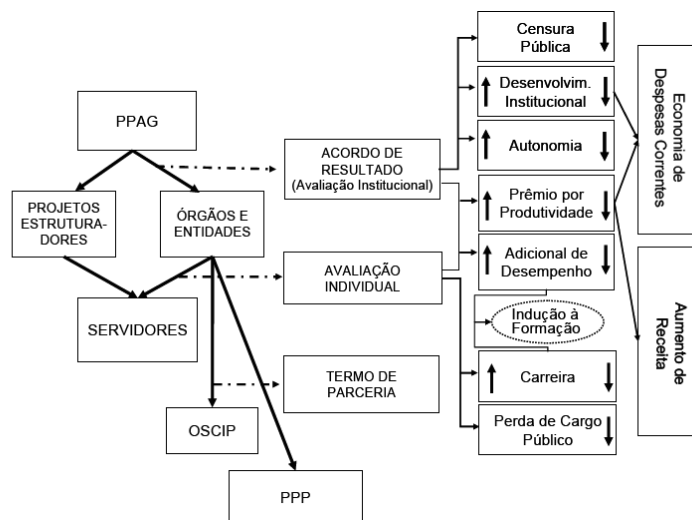 PPAG
PROJETOS
ESTRUTURA-
DORES
ÓRGÃOS E
ENTIDADES
SERVIDORES
OSCIP
PPP
ACORDO DE
RESULTADO
(Avaliação Institucional)
AVALIAÇÃO
INDIVIDUAL
TERMO DE
PARCERIA
Censura
Pública
Desenvolvim.
Institucional
Autonomia
Prêmio por
Produtividade
Adicional de
Desempenho
Indução à
Formação
Carreira
Perda de Cargo
Público
Economia de
Despesas Correntes
Aumento de
Receita